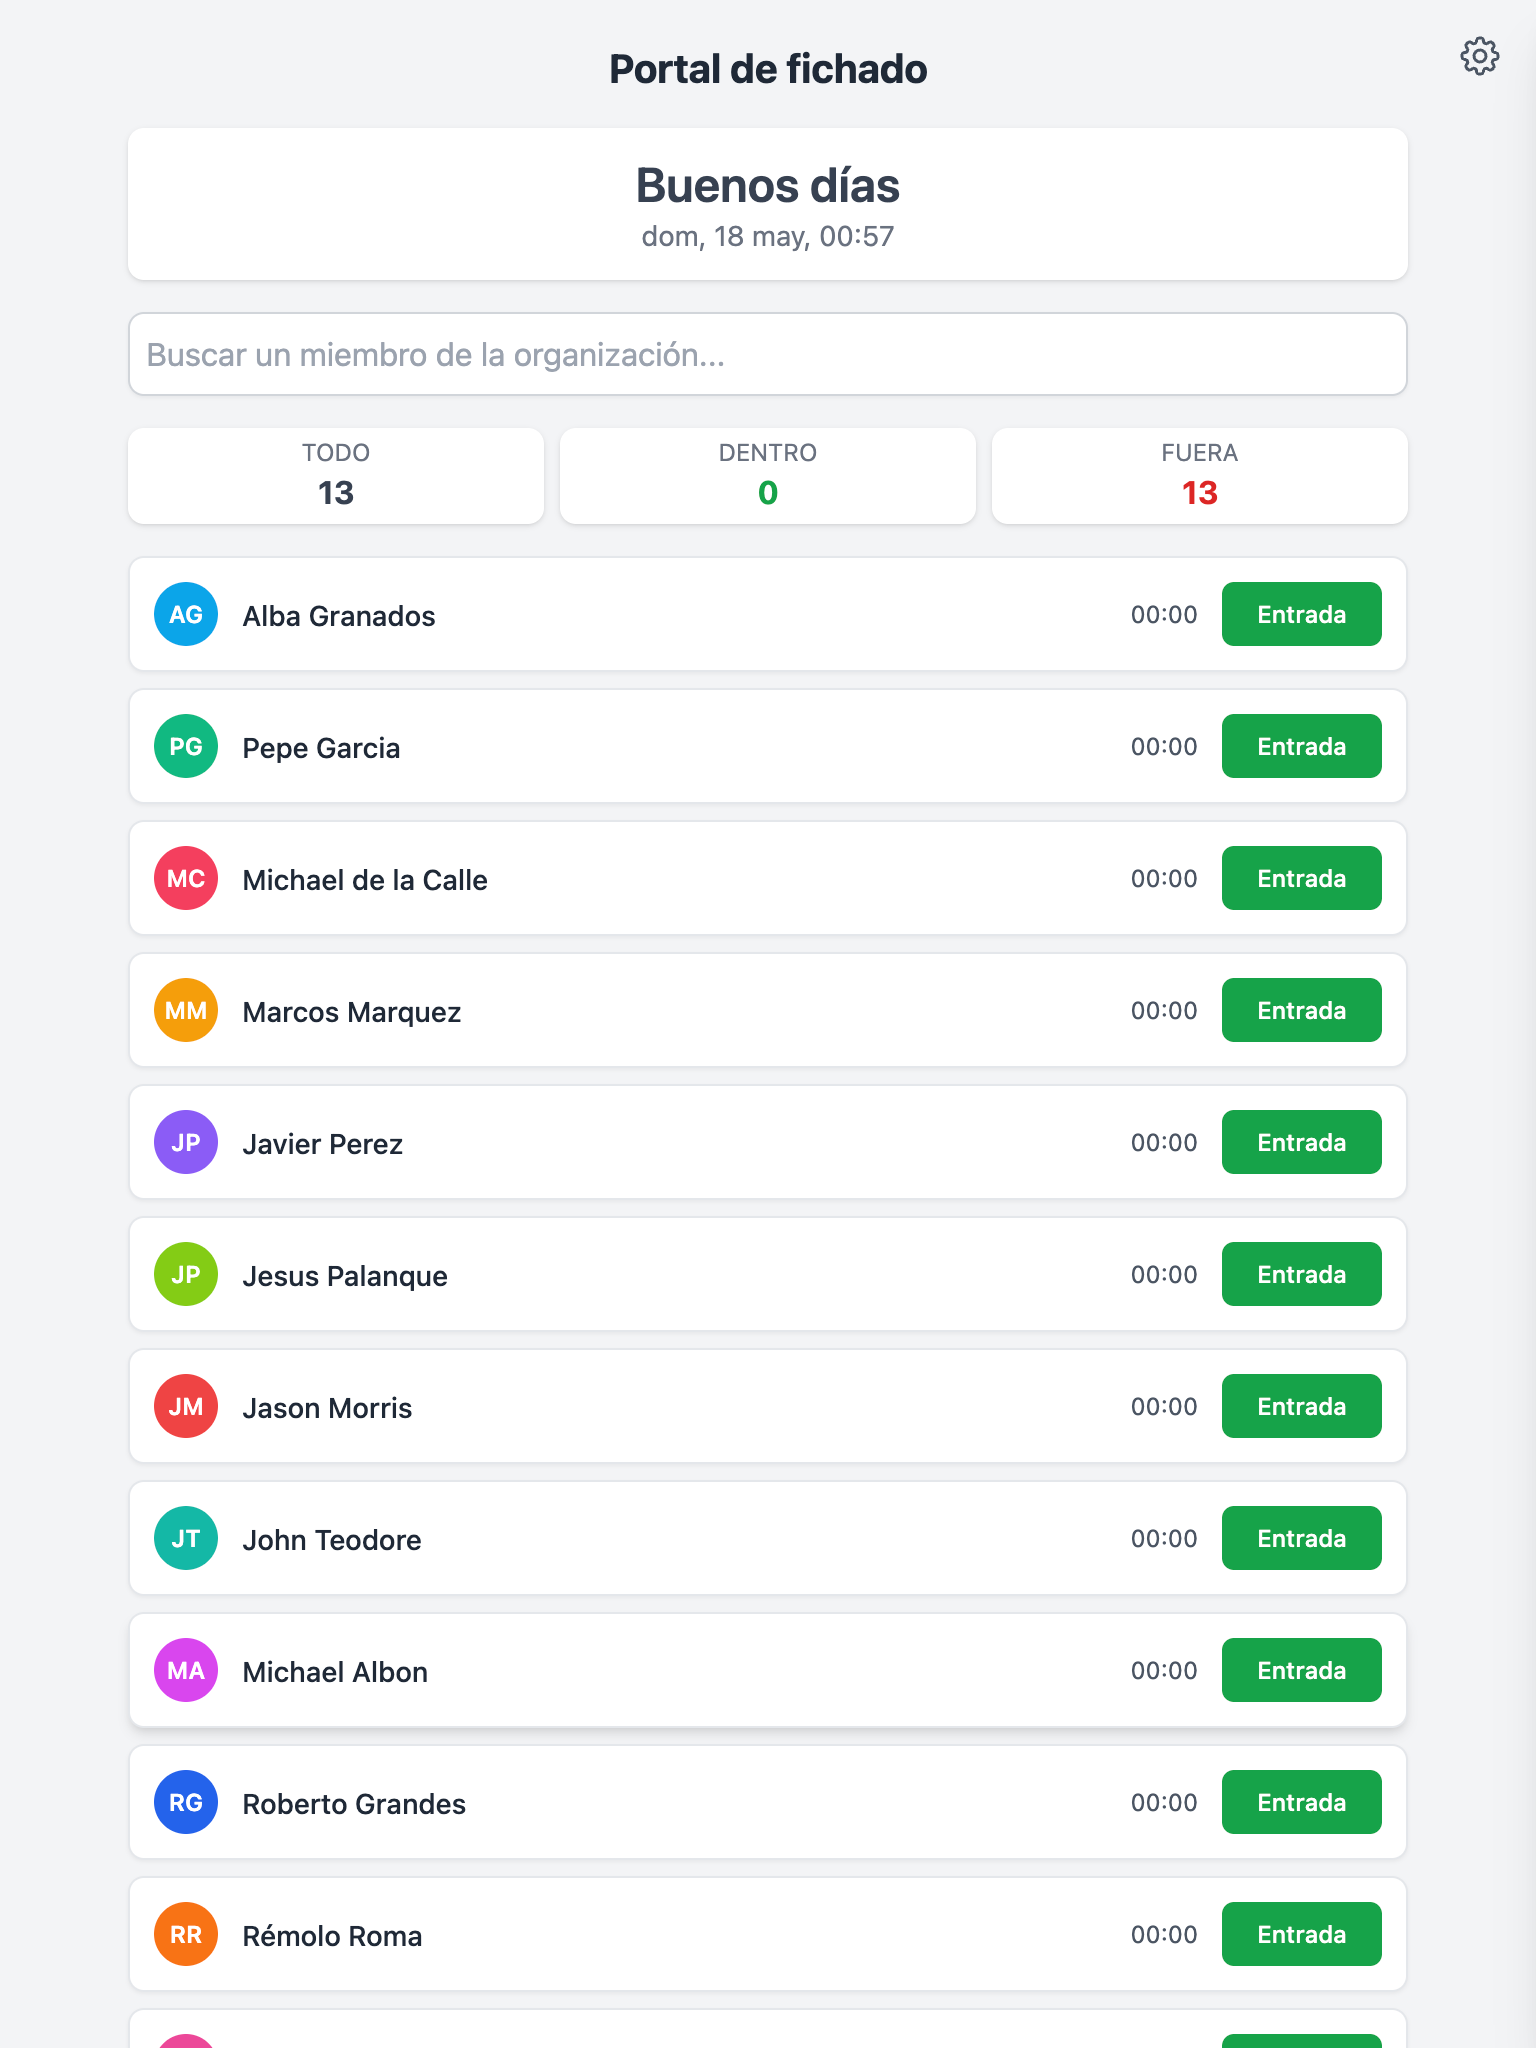 Portal de fichado
Buenos días
dom, 18 may, 00:57
Buscar un miembro de la organización...
TODO
13
DENTRO
0
FUERA
13
AG Alba Granados 00:00 Entrada
PG Pepe Garcia 00:00 Entrada
MC Michael de la Calle 00:00 Entrada
MM Marcos Marquez 00:00 Entrada
JP Javier Perez 00:00 Entrada
JP Jesus Palanque 00:00 Entrada
JM Jason Morris 00:00 Entrada
JT John Teodore 00:00 Entrada
MA Michael Albon 00:00 Entrada
RG Roberto Grandes 00:00 Entrada
RR Rémolo Roma 00:00 Entrada